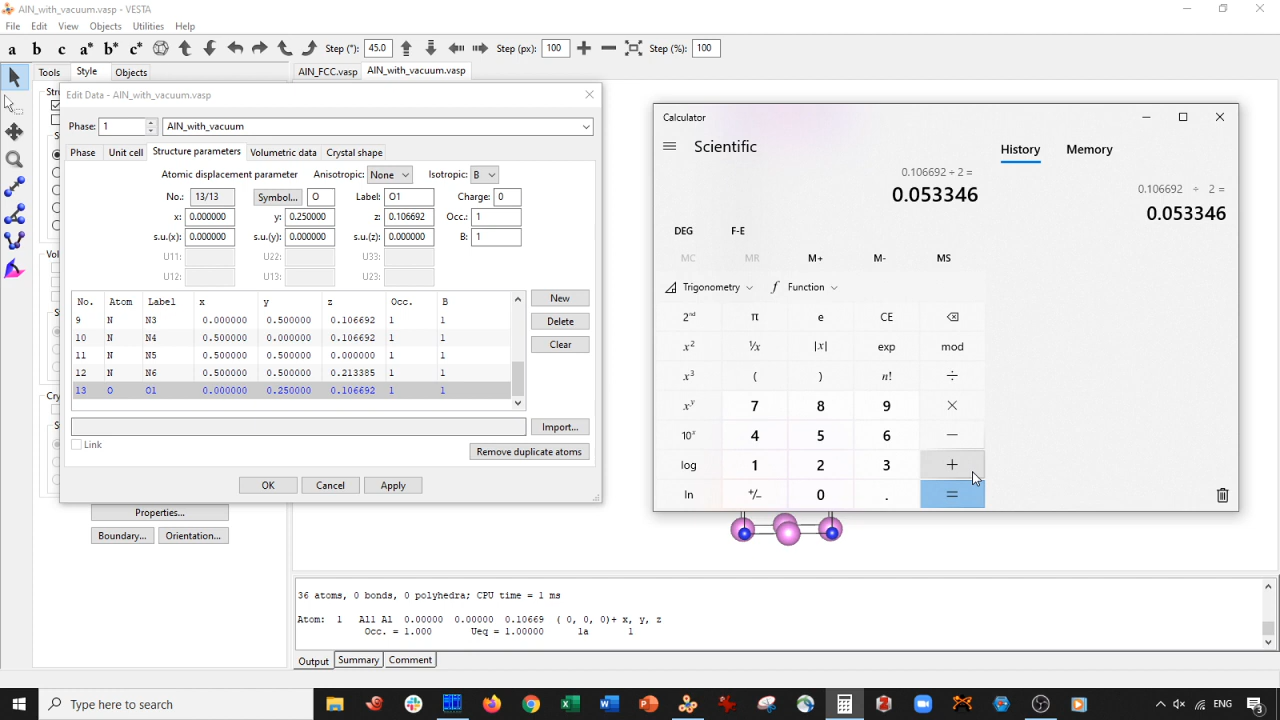 AlN_with_vacuum.vasp - VESTA
File Edit View Objects Utilities Help
a b c a* b* c* Step (°): 45.0 Step (px): 100 Step (%): 100
Tools Style Objects
AlN_FCC.vasp AlN_with_vacuum.vasp
Edit Data - AlN_with_vacuum.vasp
Phase: 1 AlN_with_vacuum
Phase Unit cell Structure parameters Volumetric data Crystal shape
Atomic displacement parameter Anisotropic: None Isotropic: B
No.: 13/13 Symbol... O Label: O1 Charge: 0
x: 0.000000 y: 0.250000 z: 0.106692 Occ.: 1
s.u.(x): 0.000000 s.u.(y): 0.000000 s.u.(z): 0.000000 B: 1
U11: U22: U33:
U12: U13: U23:
No. Atom Label x y z Occ. B
9 N N3 0.000000 0.500000 0.106692 1 1
10 N N4 0.500000 0.000000 0.106692 1 1
11 N N5 0.500000 0.500000 0.000000 1 1
12 N N6 0.500000 0.500000 0.213385 1 1
13 O O1 0.000000 0.250000 0.106692 1 1
New
Delete
Clear
Import...
Link
Remove duplicate atoms
OK Cancel Apply
Properties...
Boundary... Orientation...
Calculator
Scientific
History Memory
0.106692 ÷ 2 =
0.053346
0.106692 ÷ 2 =
0.053346
DEG F-E
MC MR M+ M- MS
Trigonometry f Function
2nd π e CE
x² ¹/x |x| exp mod
x³ ( ) n! ÷
xʸ 7 8 9 ×
10ˣ 4 5 6 −
log 1 2 3 +
ln +/− 0 . =
36 atoms, 0 bonds, 0 polyhedra; CPU time = 1 ms
Atom: 1 Al1 Al 0.00000 0.00000 0.10669 ( 0, 0, 0)+ x, y, z
Occ. = 1.000 Ueq = 1.00000 1a 1
Output Summary Comment
Type here to search
ENG
3